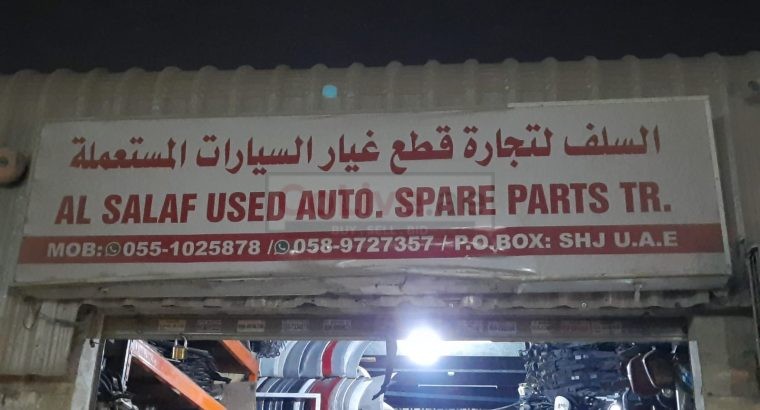 السلف لتجارة قطع غيار السيارات المستعملة
AL SALAF USED AUTO. SPARE PARTS TR.
MOB: 055-1025878 / 058-9727357 / P.O.BOX: SHJ U.A.E